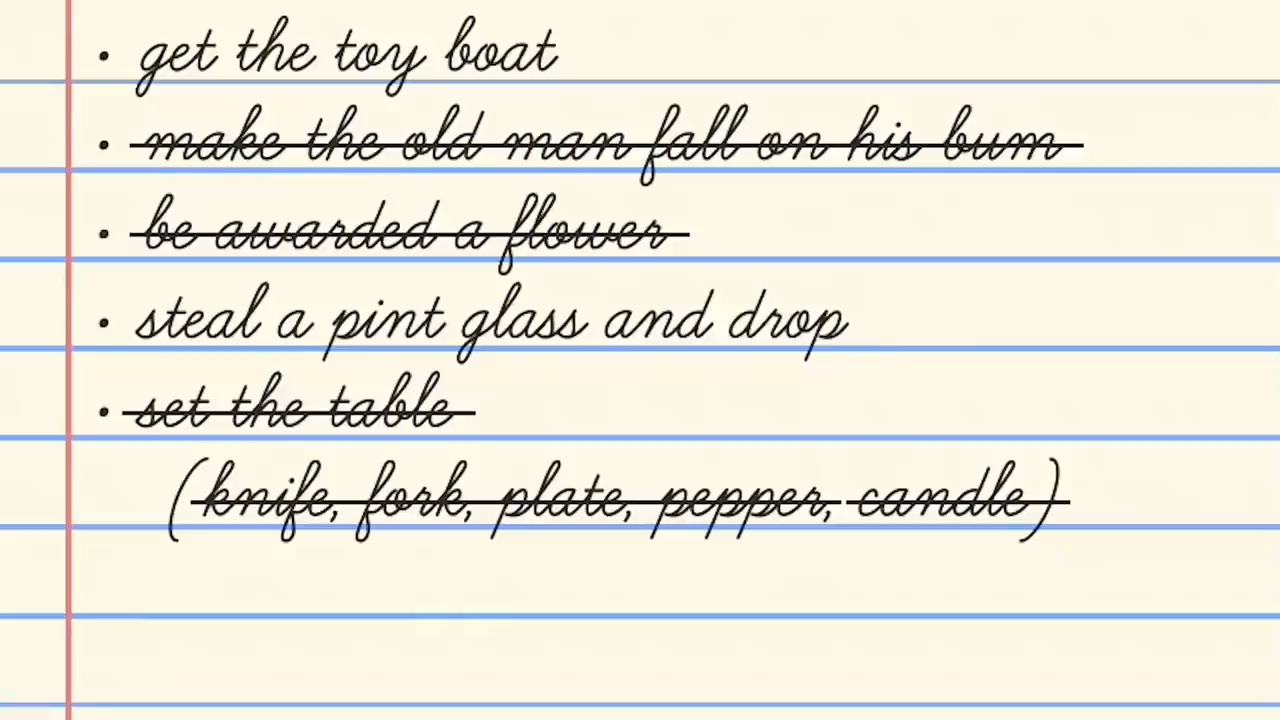 • get the toy boat
• make the old man fall on his bum
• be awarded a flower
• steal a pint glass and drop
• set the table
(knife, fork, plate, pepper, candle)